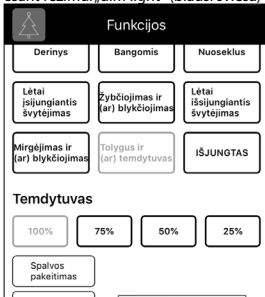 Funkcijos
Derinys
Bangomis
Nuoseklus
Lėtai
įsijungiantis
švytėjimas
Žybčiojimas ir
(ar) blykčiojimas
Lėtai
išsijungiantis
švytėjimas
Mirgėjimas ir
(ar) blykčiojimas
Tolygus ir
(ar) temdytuvas
IŠJUNGTAS
Temdytuvas
100%
75%
50%
25%
Spalvos
pakeitimas